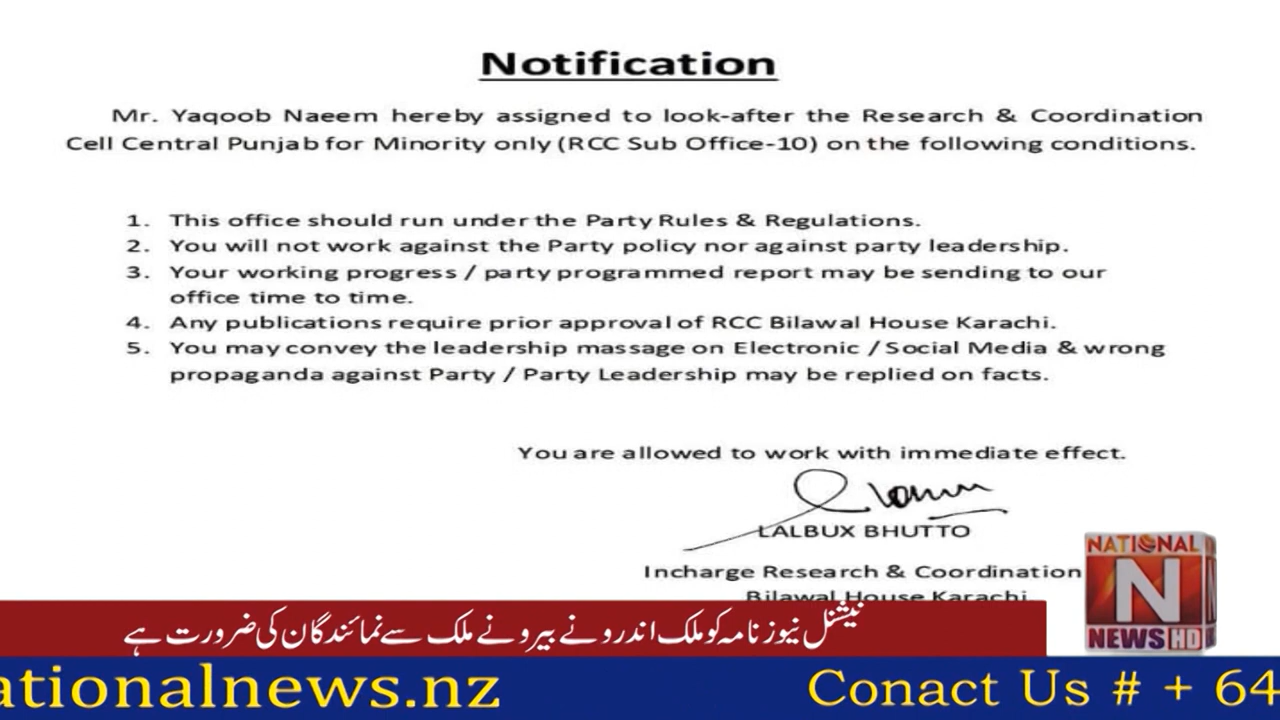 Notification
Mr. Yaqoob Naeem hereby assigned to look-after the Research & Coordination
Cell Central Punjab for Minority only (RCC Sub Office-10) on the following conditions.
1. This office should run under the Party Rules & Regulations.
2. You will not work against the Party policy nor against party leadership.
3. Your working progress / party programmed report may be sending to our
office time to time.
4. Any publications require prior approval of RCC Bilawal House Karachi.
5. You may convey the leadership massage on Electronic / Social Media & wrong
propaganda against Party / Party Leadership may be replied on facts.
You are allowed to work with immediate effect.
LALBUX BHUTTO
Incharge Research & Coordination
Bilawal House Karachi
NATIONAL
N
NEWS HD
نیشنل نیوز نامہ کو ملک اندرونے بیرونے ملک سے نمائندگان کی ضرورت ہے
ationalnews.nz
Conact Us # + 64